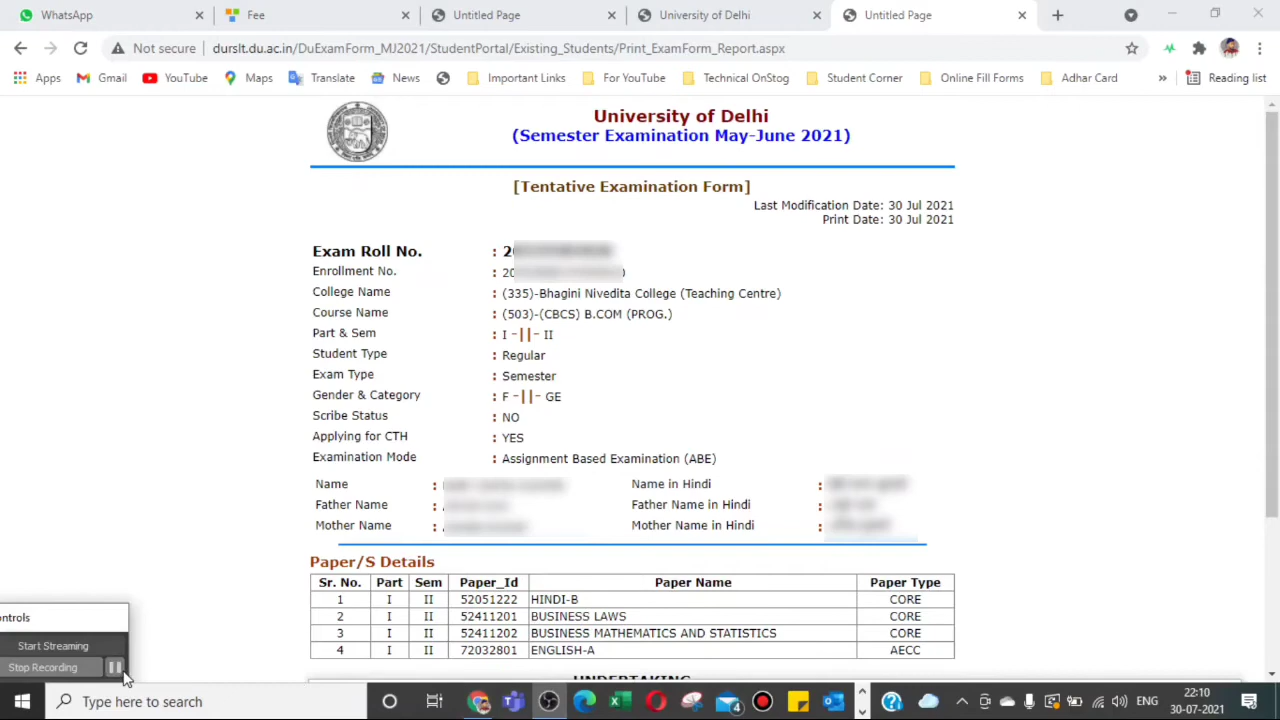 WhatsApp Fee Untitled Page University of Delhi Untitled Page
Not secure durslt.du.ac.in/DuExamForm_MJ2021/StudentPortal/Existing_Students/Print_ExamForm_Report.aspx
Apps Gmail YouTube Maps Translate News Important Links For YouTube Technical OnStog Student Corner Online Fill Forms Adhar Card » Reading list
University of Delhi
(Semester Examination May-June 2021)
[Tentative Examination Form]
Last Modification Date: 30 Jul 2021
Print Date: 30 Jul 2021
Exam Roll No. : 2
Enrollment No. : 20
College Name : (335)-Bhagini Nivedita College (Teaching Centre)
Course Name : (503)-(CBCS) B.COM (PROG.)
Part & Sem : I -||- II
Student Type : Regular
Exam Type : Semester
Gender & Category : F -||- GE
Scribe Status : NO
Applying for CTH : YES
Examination Mode : Assignment Based Examination (ABE)
Name : Name in Hindi :
Father Name : Father Name in Hindi :
Mother Name : Mother Name in Hindi :
Paper/S Details
Sr. No. Part Sem Paper_Id Paper Name Paper Type
1 I II 52051222 HINDI-B CORE
2 I II 52411201 BUSINESS LAWS CORE
3 I II 52411202 BUSINESS MATHEMATICS AND STATISTICS CORE
4 I II 72032801 ENGLISH-A AECC
UNDERTAKING
ontrols
Start Streaming
Stop Recording
Type here to search 4 ENG 22:10
30-07-2021